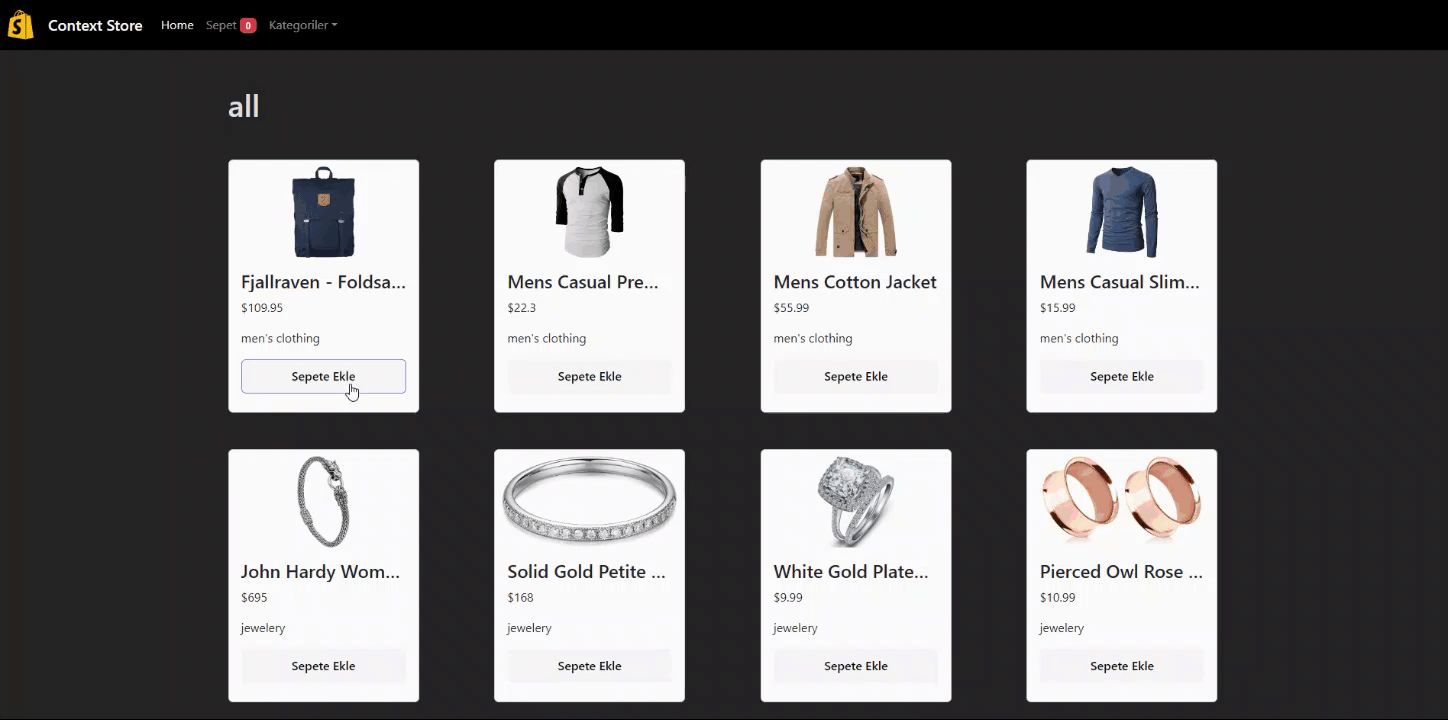 Context Store Home Sepet 0 Kategoriler
all
Fjallraven - Foldsa...
$109.95
men's clothing
Sepete Ekle
Mens Casual Pre...
$22.3
men's clothing
Sepete Ekle
Mens Cotton Jacket
$55.99
men's clothing
Sepete Ekle
Mens Casual Slim...
$15.99
men's clothing
Sepete Ekle
John Hardy Wom...
$695
jewelery
Sepete Ekle
Solid Gold Petite ...
$168
jewelery
Sepete Ekle
White Gold Plate...
$9.99
jewelery
Sepete Ekle
Pierced Owl Rose ...
$10.99
jewelery
Sepete Ekle